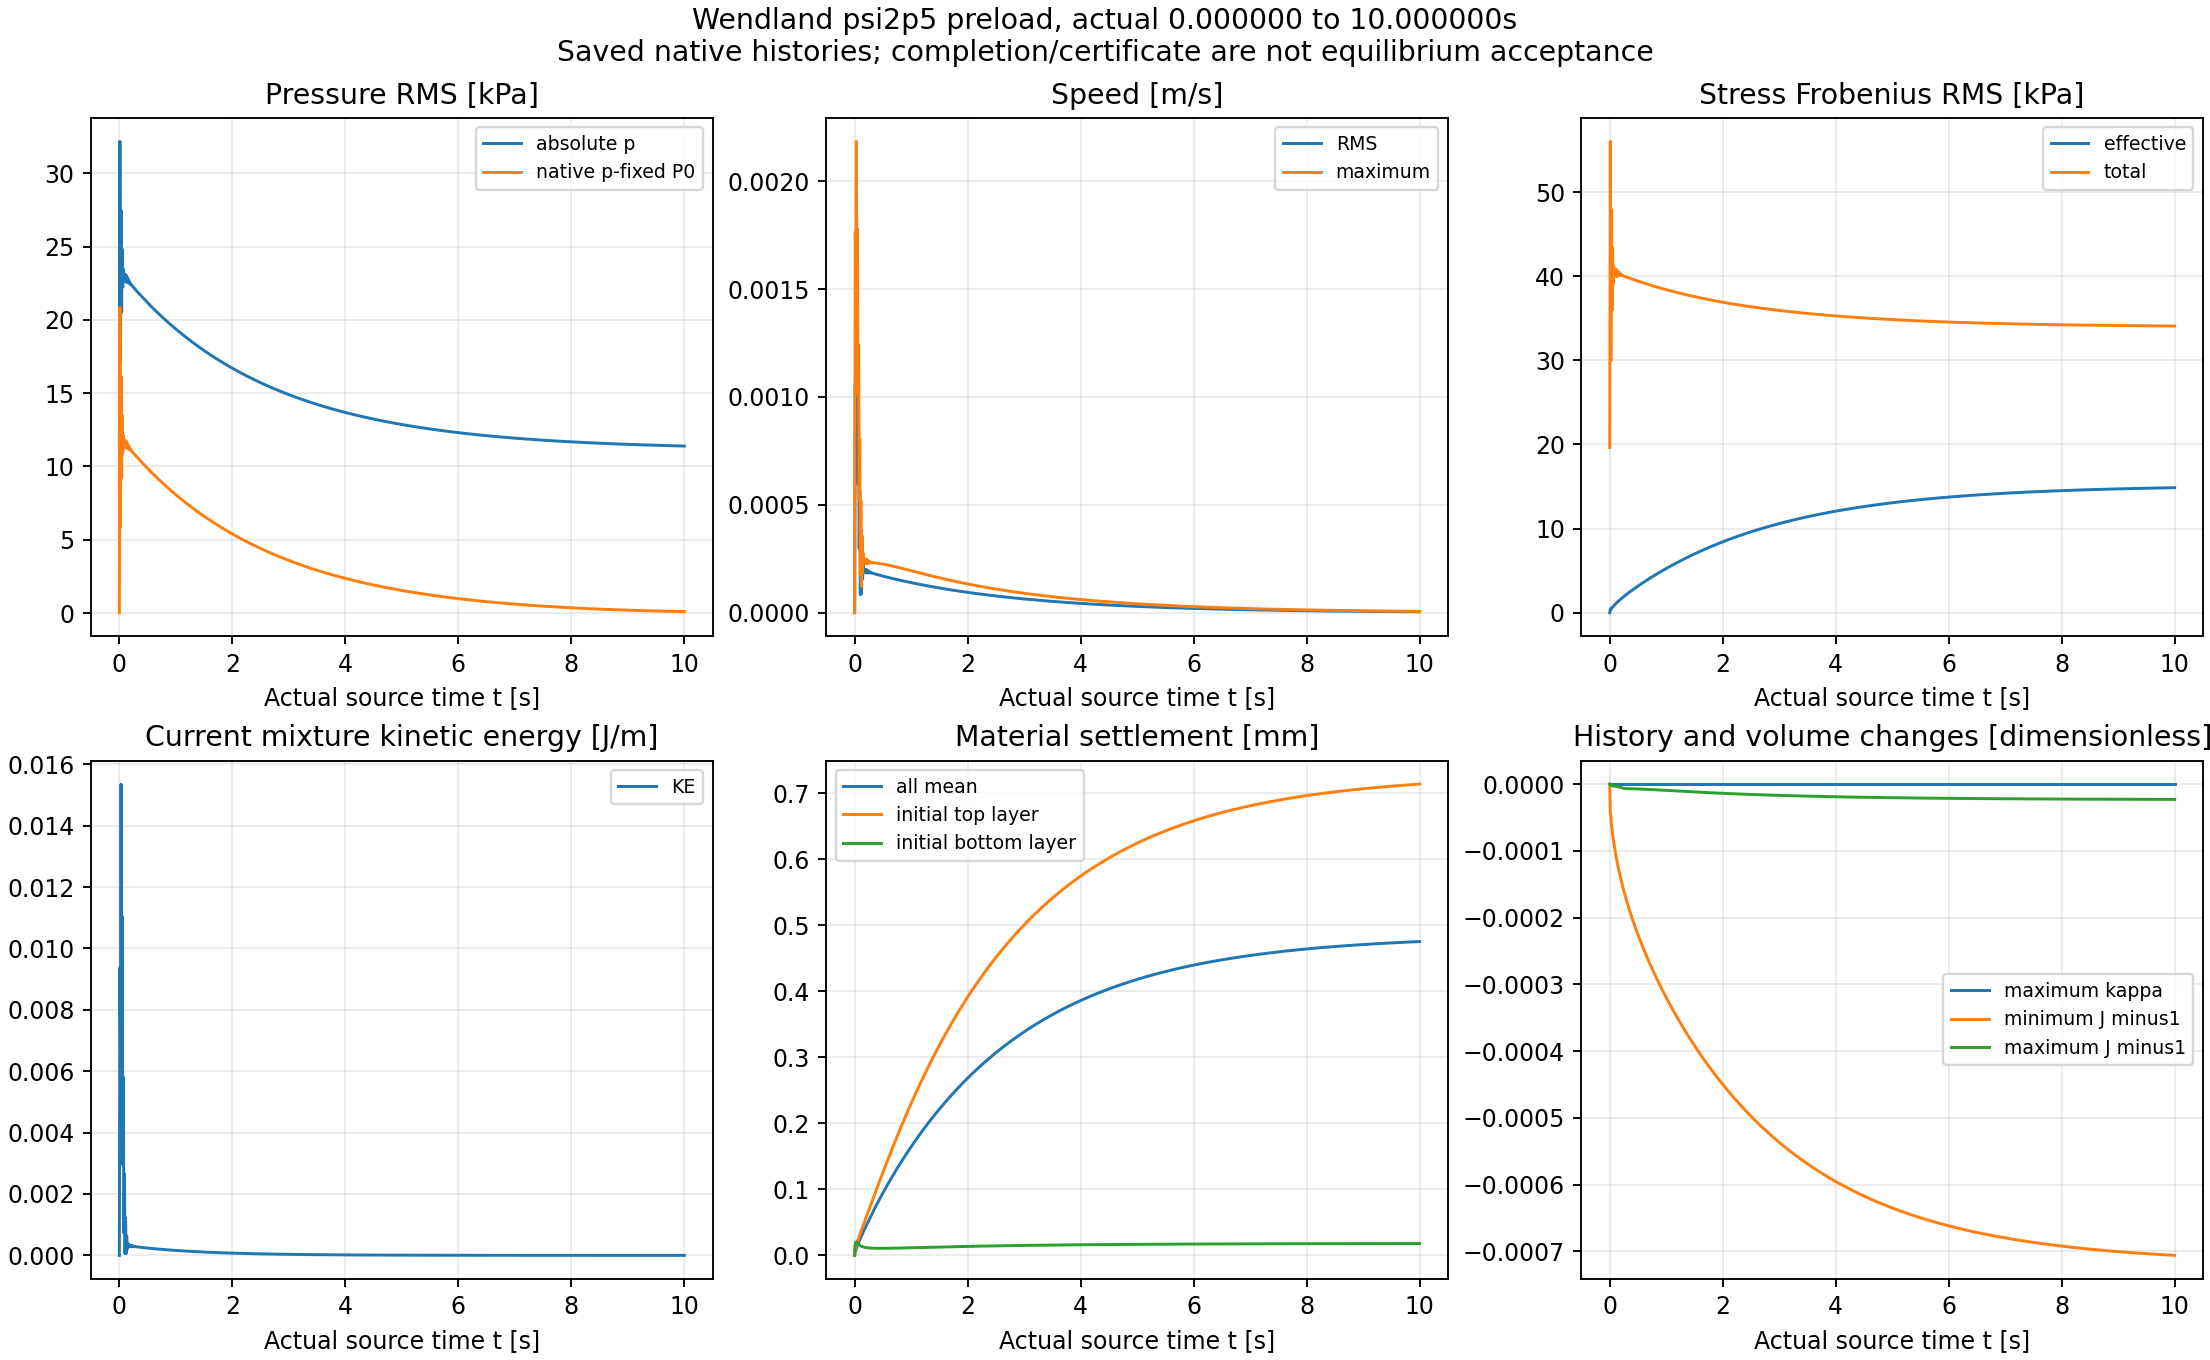 Wendland psi2p5 preload, actual 0.000000 to 10.000000s
Saved native histories; completion/certificate are not equilibrium acceptance
Pressure RMS [kPa]
absolute p
native p-fixed P0
30
25
20
15
10
5
0
0 2 4 6 8 10
Actual source time t [s]
Speed [m/s]
RMS
maximum
0.0020
0.0015
0.0010
0.0005
0.0000
0 2 4 6 8 10
Actual source time t [s]
Stress Frobenius RMS [kPa]
effective
total
50
40
30
20
10
0
0 2 4 6 8 10
Actual source time t [s]
Current mixture kinetic energy [J/m]
KE
0.016
0.014
0.012
0.010
0.008
0.006
0.004
0.002
0.000
0 2 4 6 8 10
Actual source time t [s]
Material settlement [mm]
all mean
initial top layer
initial bottom layer
0.7
0.6
0.5
0.4
0.3
0.2
0.1
0.0
0 2 4 6 8 10
Actual source time t [s]
History and volume changes [dimensionless]
0.0000
−0.0001
−0.0002
−0.0003
−0.0004
−0.0005
−0.0006
−0.0007
maximum kappa
minimum J minus1
maximum J minus1
0 2 4 6 8 10
Actual source time t [s]